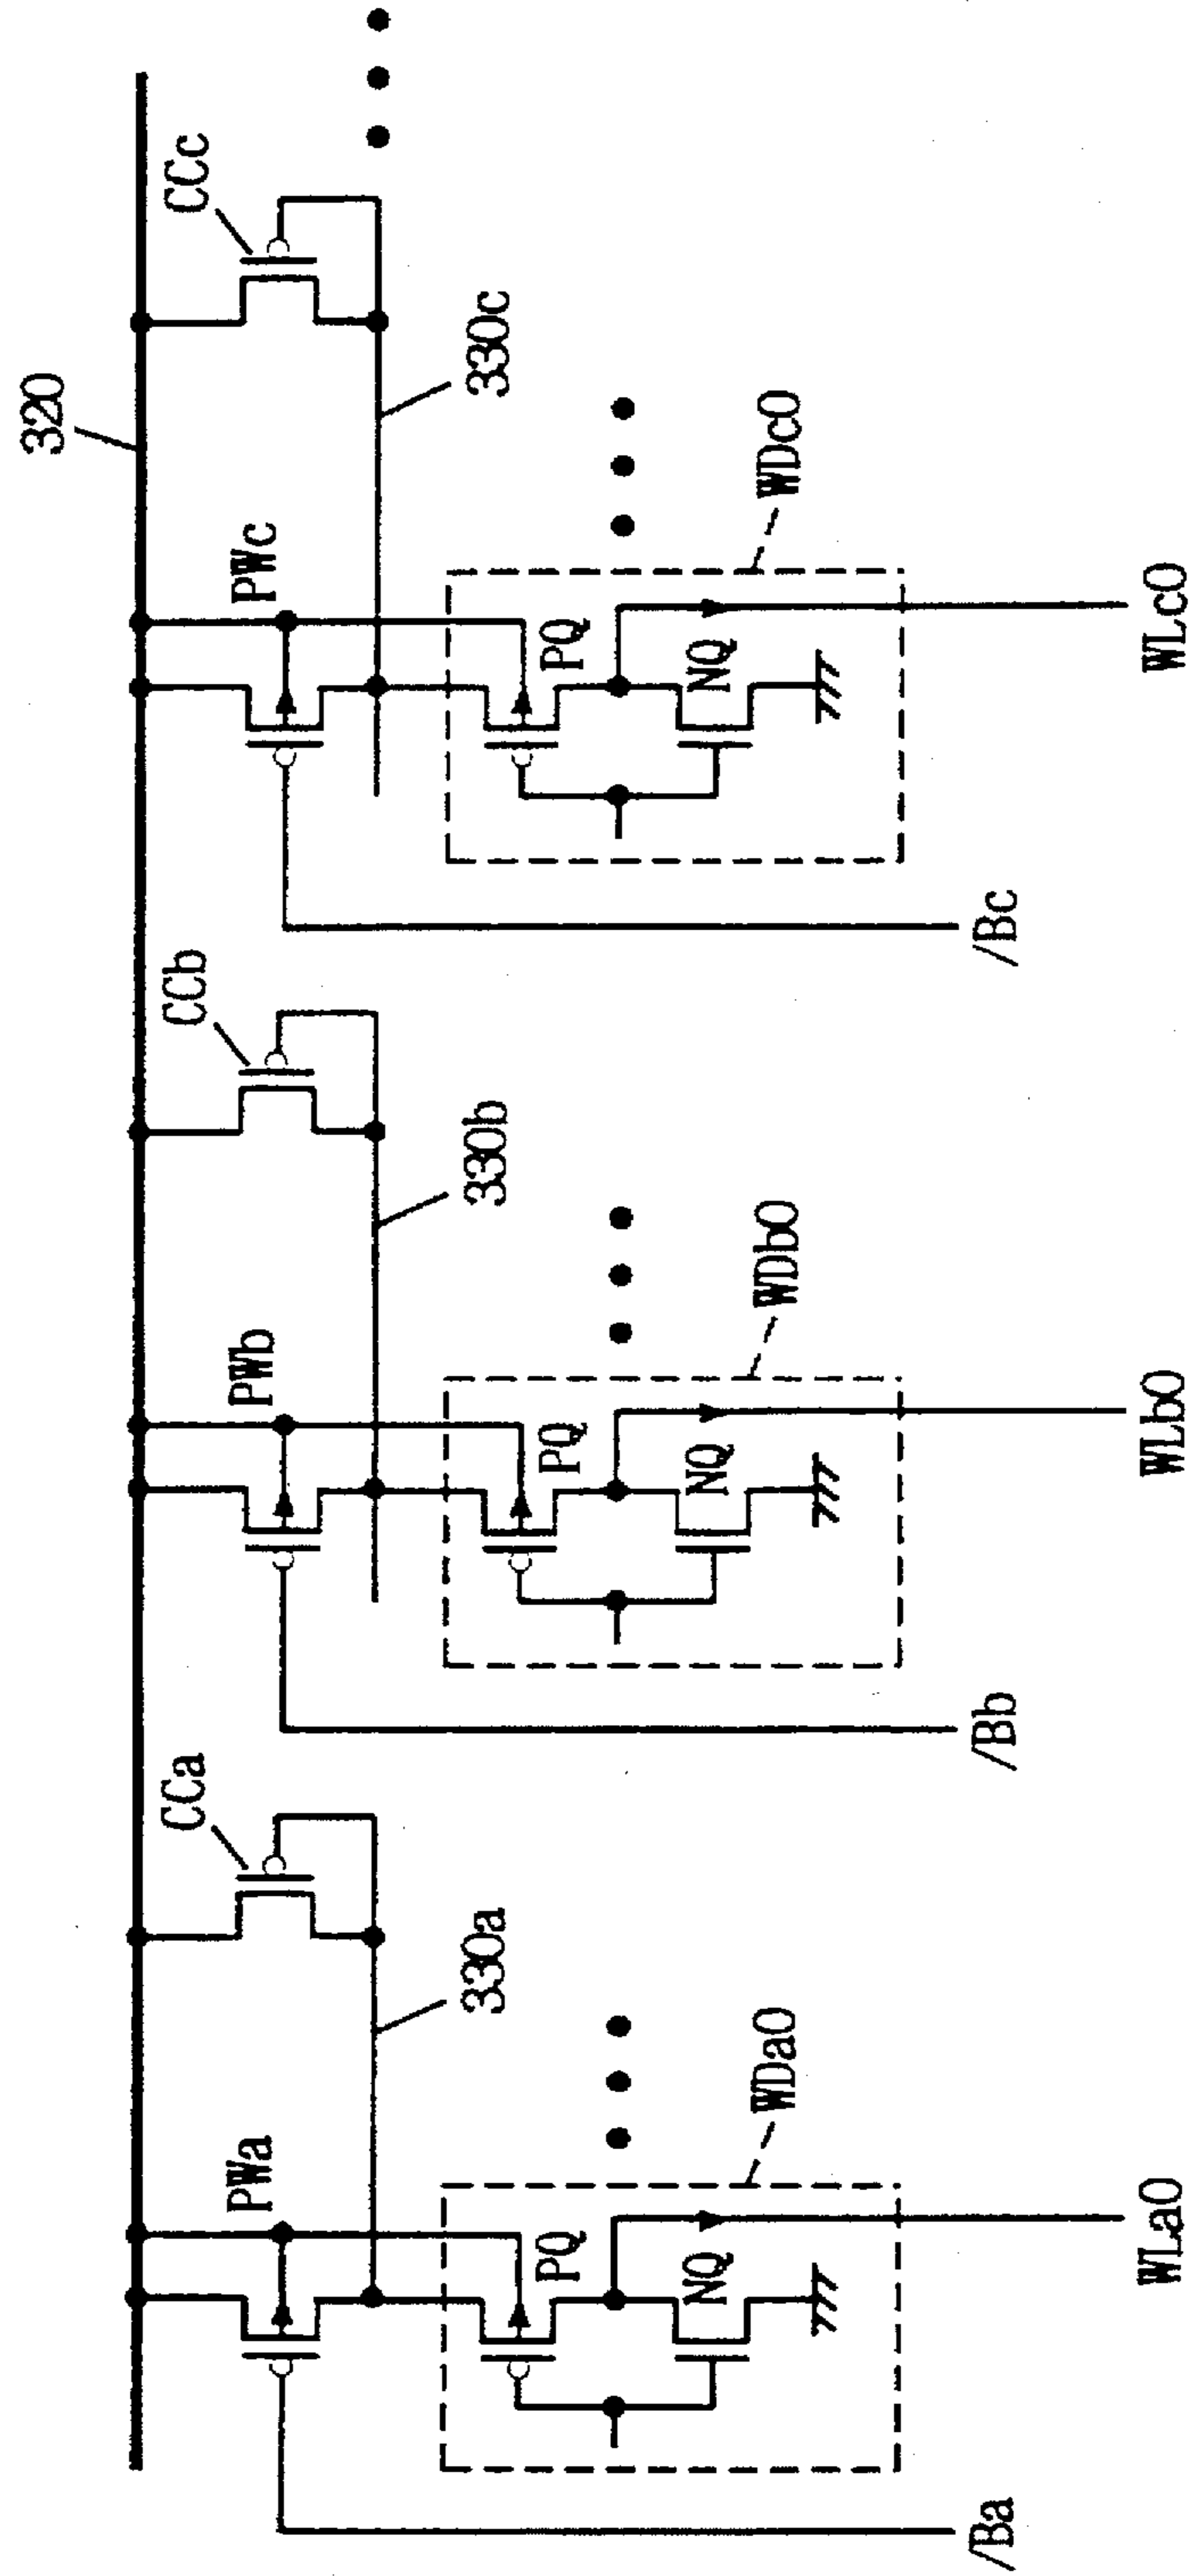 320
CCa
CCb
CCc
PWa
PWb
PWc
330a
330b
330c
PQ
PQ
PQ
NQ
NQ
NQ
WDa0
WDb0
WDc0
/Ba
/Bb
/Bc
WLa0
WLb0
WLc0